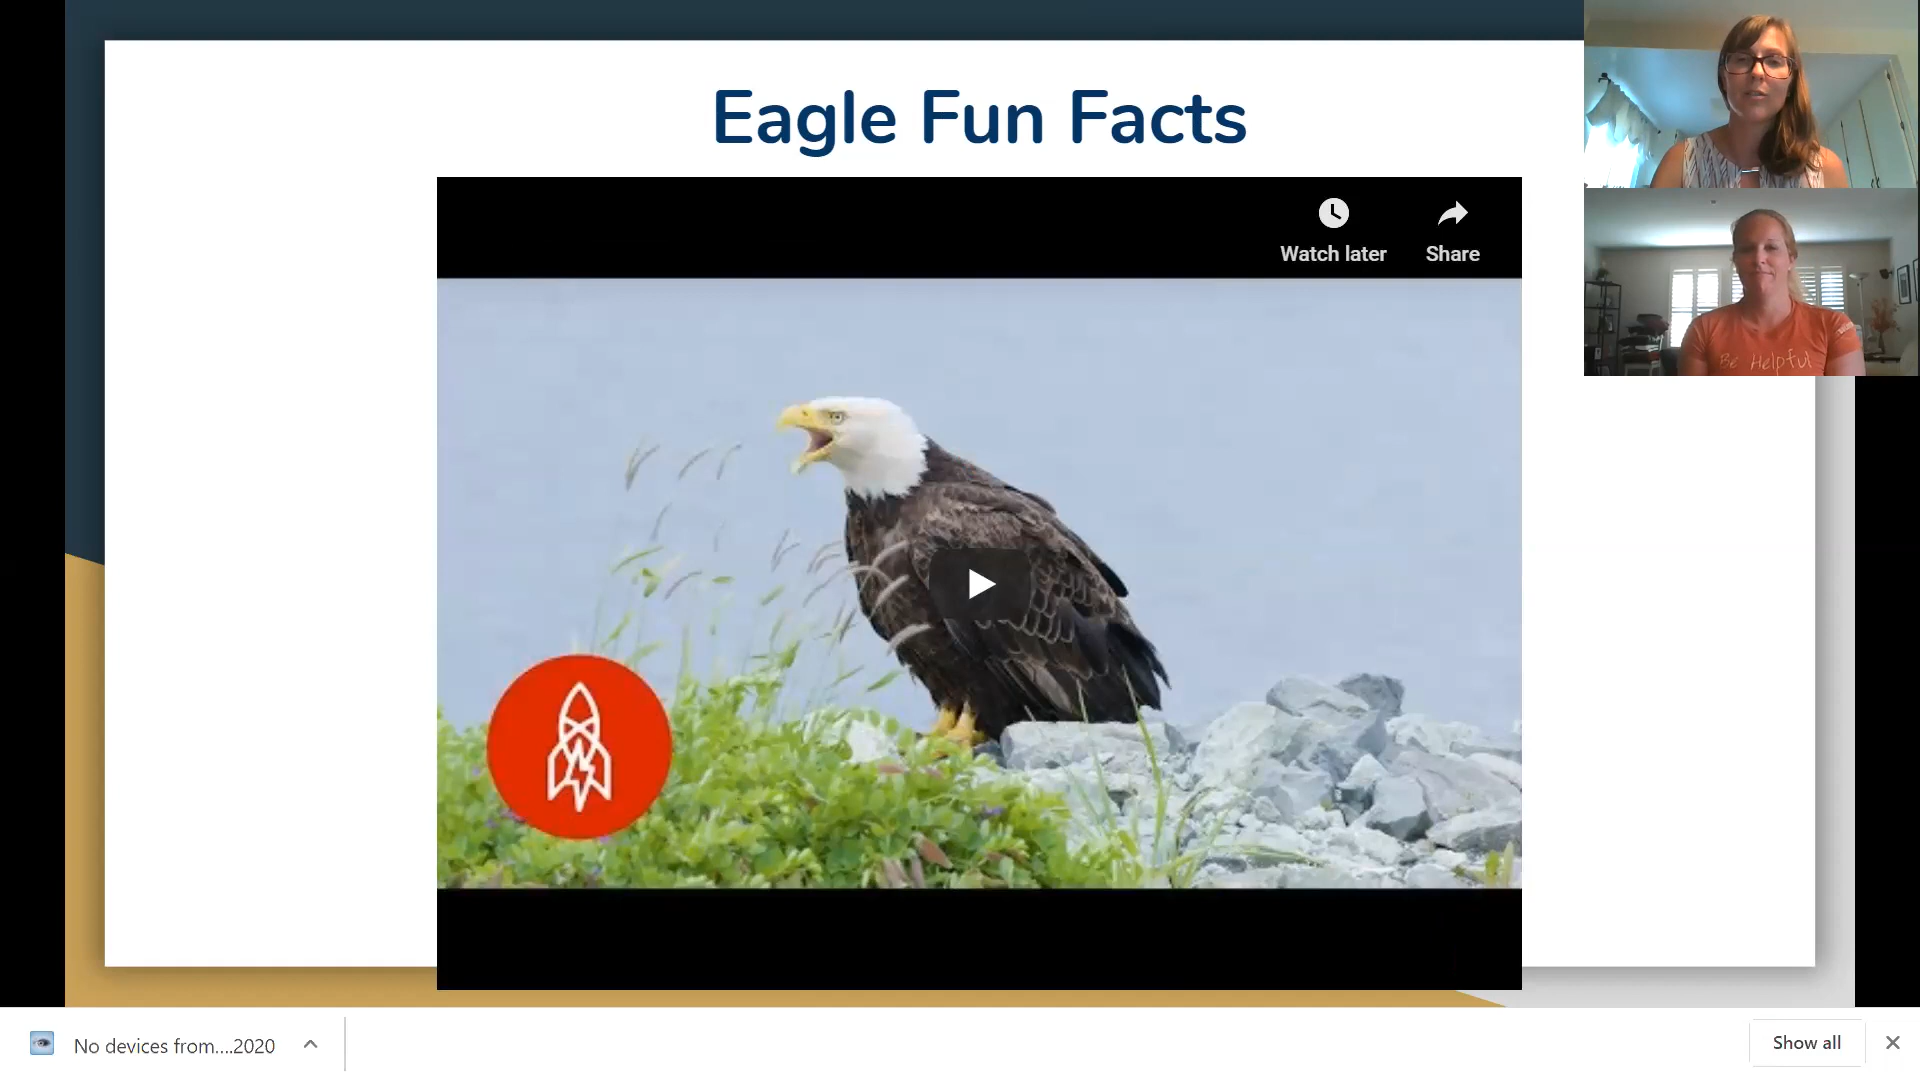 Eagle Fun Facts
Watch later
Share
Be Helpful
No devices from....2020
Show all